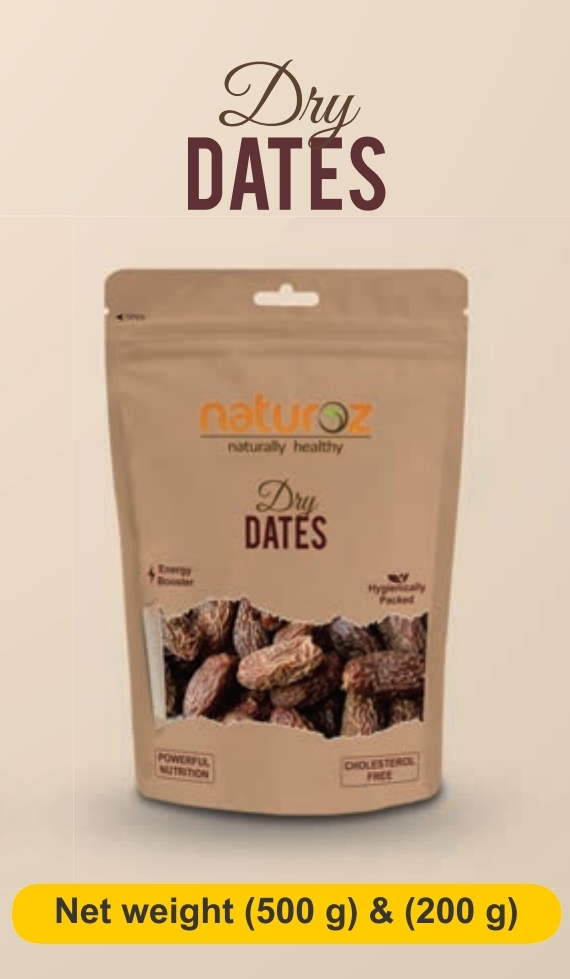 Dry
DATES
OPEN
naturoz
naturally healthy
Dry
DATES
Energy
Booster
Hygienically
Packed
POWERFUL
NUTRITION
CHOLESTEROL
FREE
Net weight (500 g) & (200 g)